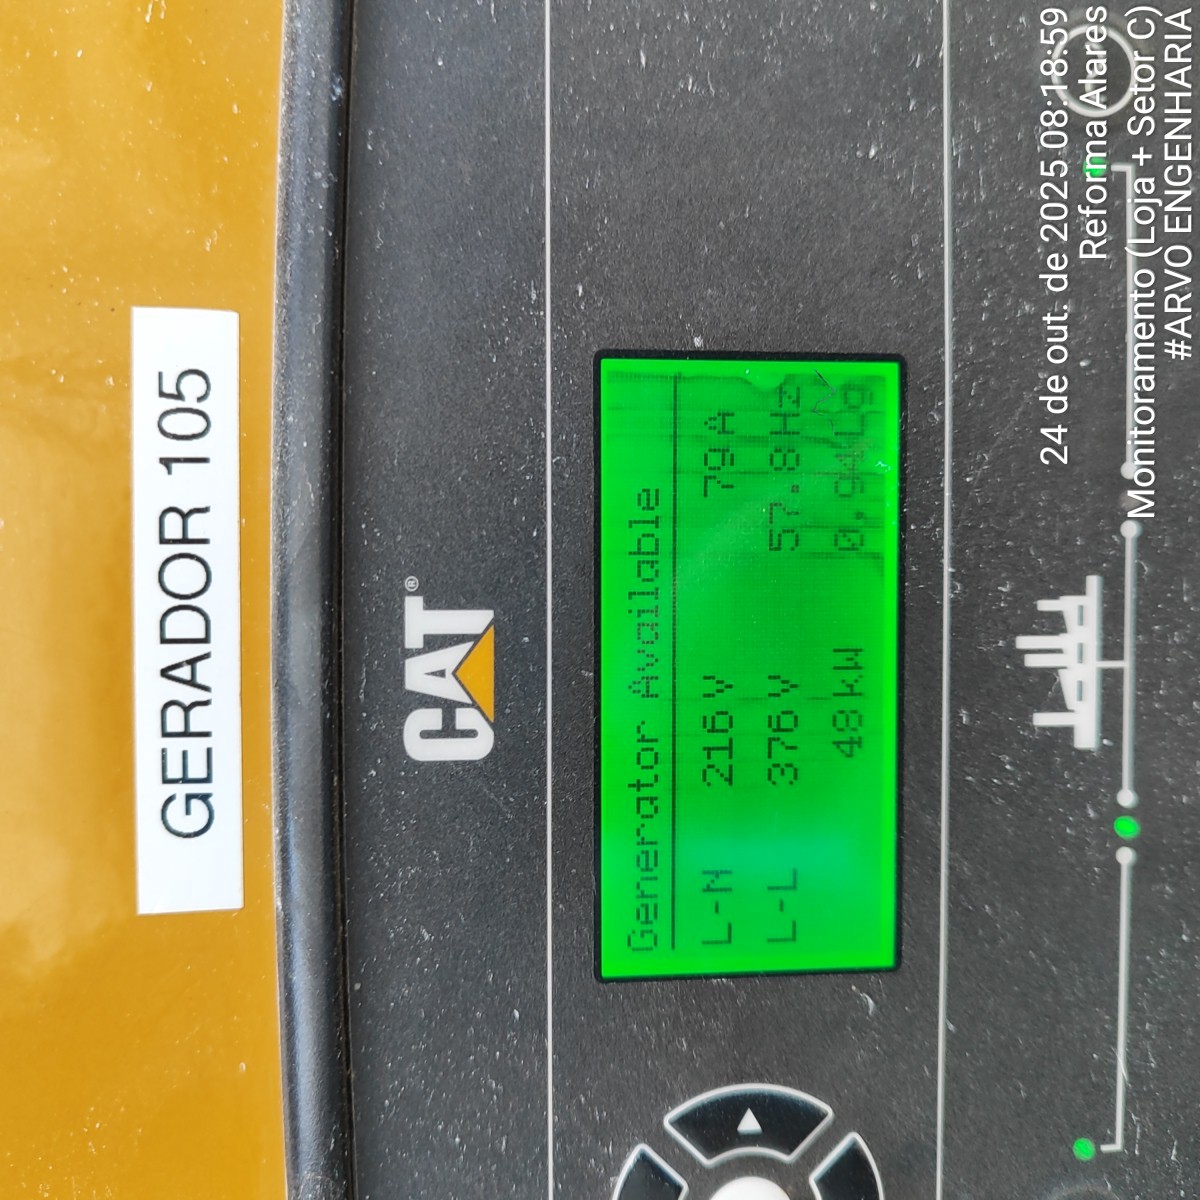 GERADOR 105
CAT®
Generator Available
L-N 216 V 79 A
L-L 376 V 57.8 Hz
48 kW 0,94 Lg
24 de out. de 2025 08:18:59
Reforma Alares
Monitoramento (Loja + Setor C)
#ARVO ENGENHARIA